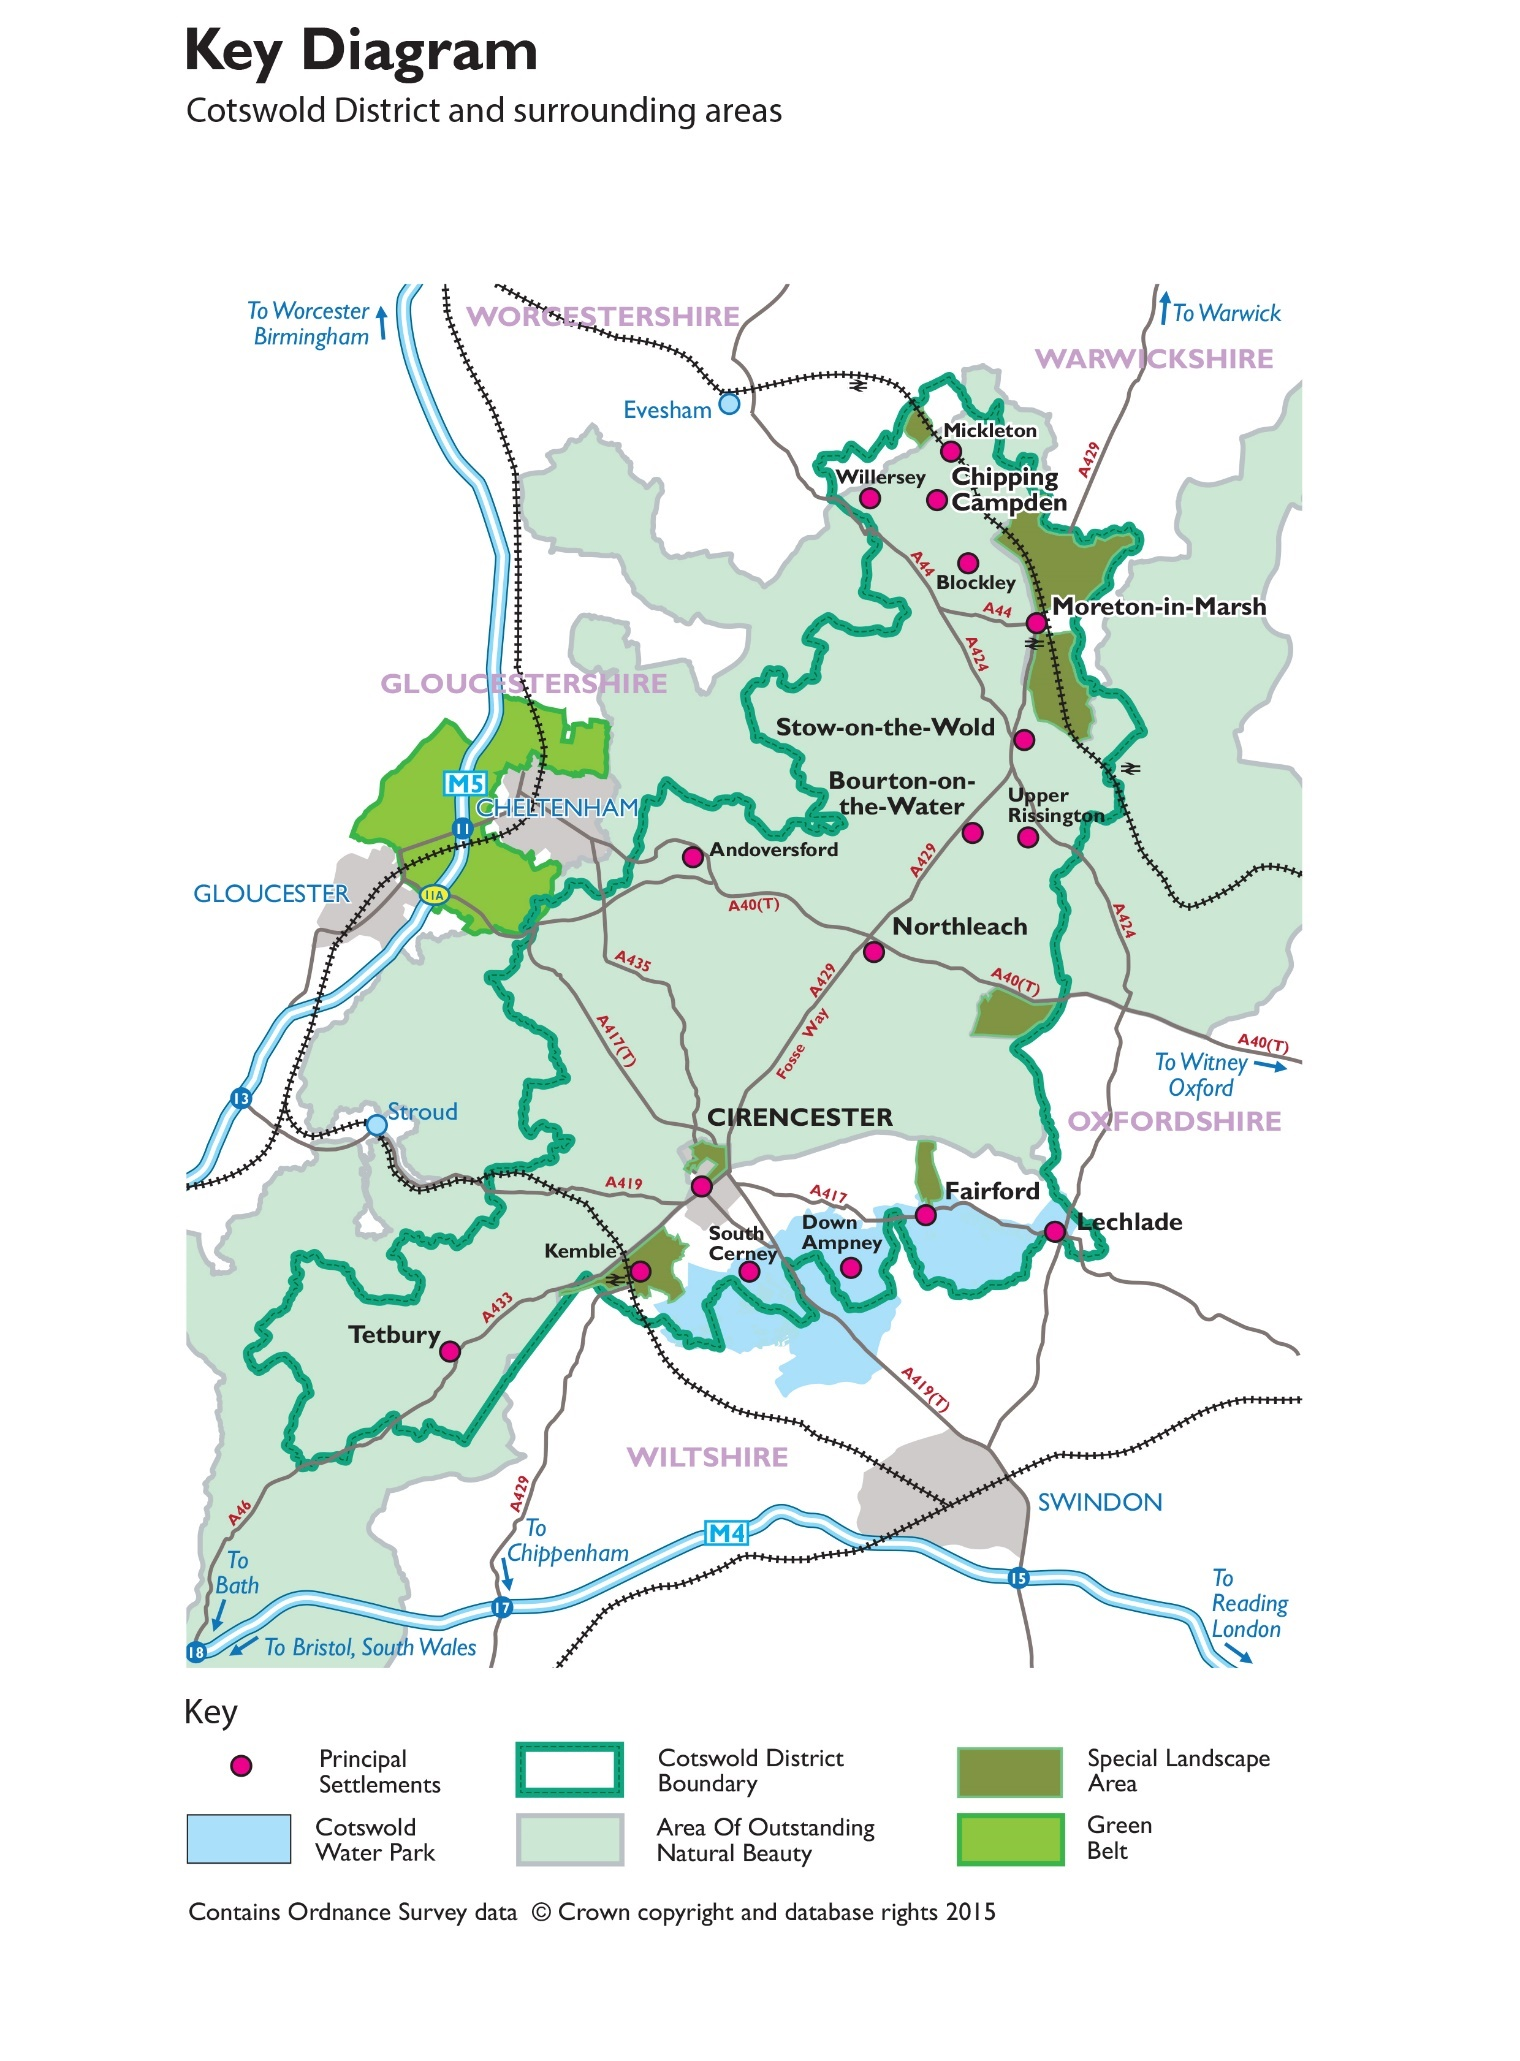 Key Diagram
Cotswold District and surrounding areas
To Worcester
Birmingham
WORCESTERSHIRE
To Warwick
WARWICKSHIRE
Evesham
Mickleton
A429
Willersey
Chipping
Campden
A44
Blockley
A44
Moreton-in-Marsh
A424
GLOUCESTERSHIRE
Stow-on-the-Wold
M5
Bourton-on-
the-Water
CHELTENHAM
Upper
Rissington
11
Andoversford
A429
GLOUCESTER
11A
A40(T)
A424
Northleach
A435
A429
A40(T)
A417(T)
Fosse Way
A40(T)
To Witney
Oxford
13
Stroud
CIRENCESTER
OXFORDSHIRE
A419
A417
Fairford
Lechlade
Down
Ampney
South
Cerney
Kemble
A433
Tetbury
A419(T)
WILTSHIRE
A46
A429
SWINDON
To
Chippenham
M4
To
Bath
15
To
Reading
London
17
18
To Bristol, South Wales
Key
Principal
Settlements
Cotswold District
Boundary
Special Landscape
Area
Cotswold
Water Park
Area Of Outstanding
Natural Beauty
Green
Belt
Contains Ordnance Survey data © Crown copyright and database rights 2015